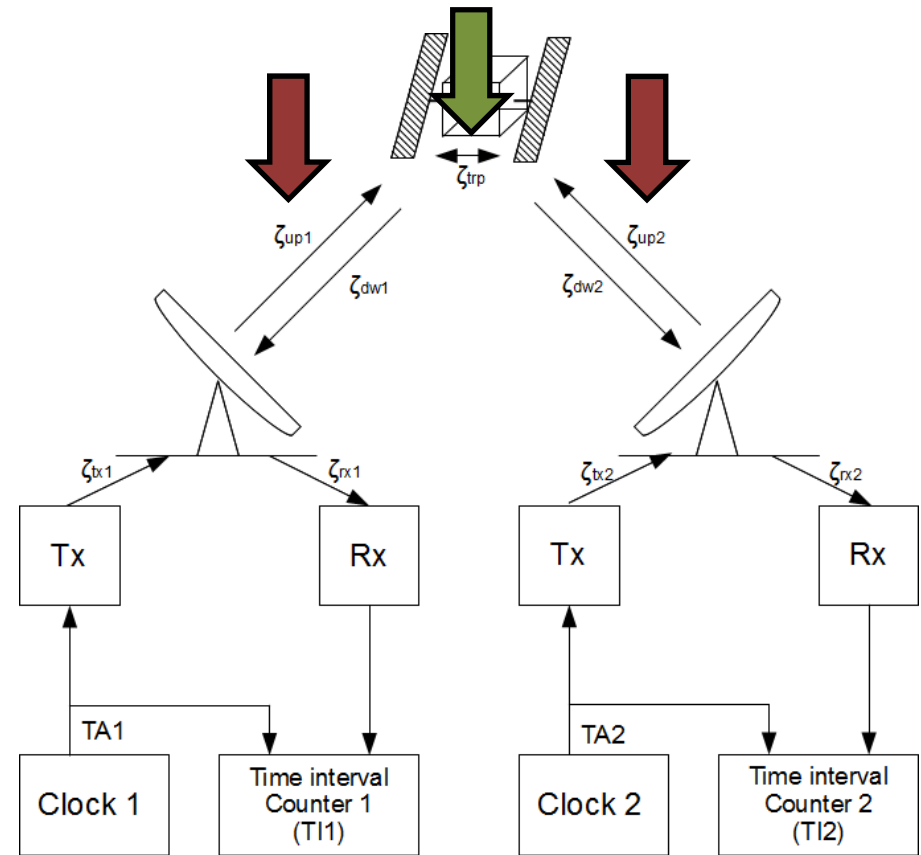 ζtrp
ζup1
ζup2
ζdw1
ζdw2
ζtx1
ζrx1
ζtx2
ζrx2
Tx
Rx
Tx
Rx
TA1
TA2
Clock 1
Time interval
Counter 1
(TI1)
Clock 2
Time interval
Counter 2
(TI2)